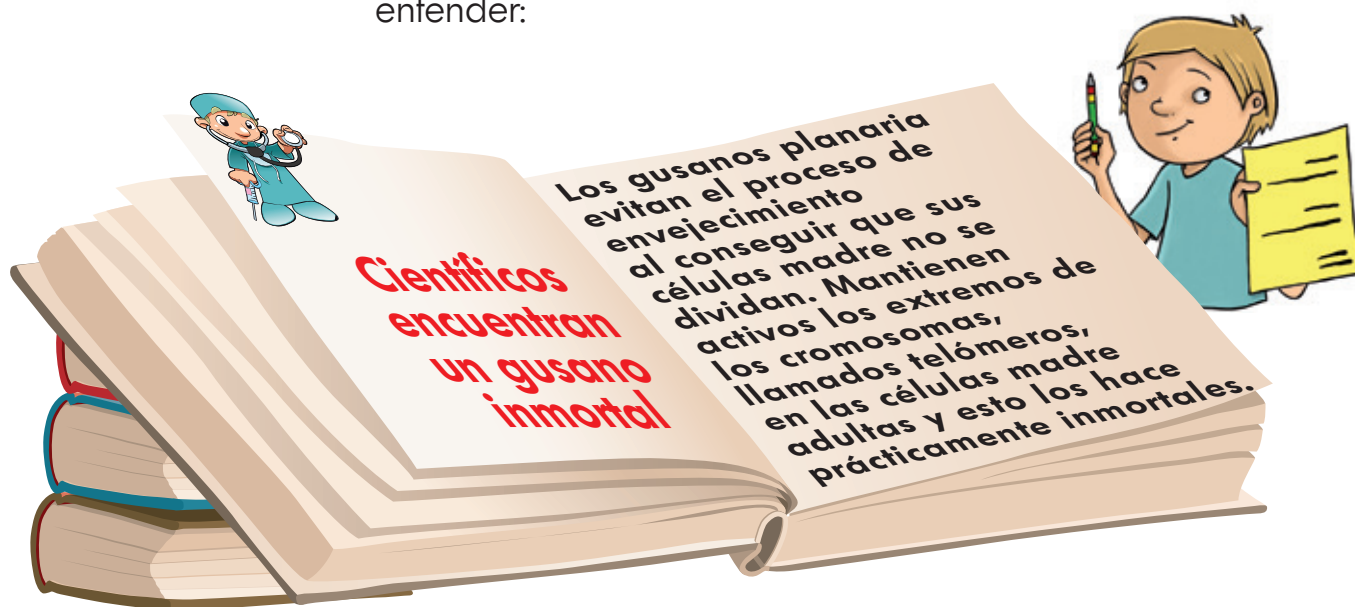 entender:
Científicos
encuentran
un gusano
inmortal
Los gusanos planaria
evitan el proceso de
envejecimiento
al conseguir que sus
células madre no se
dividan. Mantienen
activos los extremos de
los cromosomas,
llamados telómeros,
en las células madre
adultas y esto los hace
prácticamente inmortales.